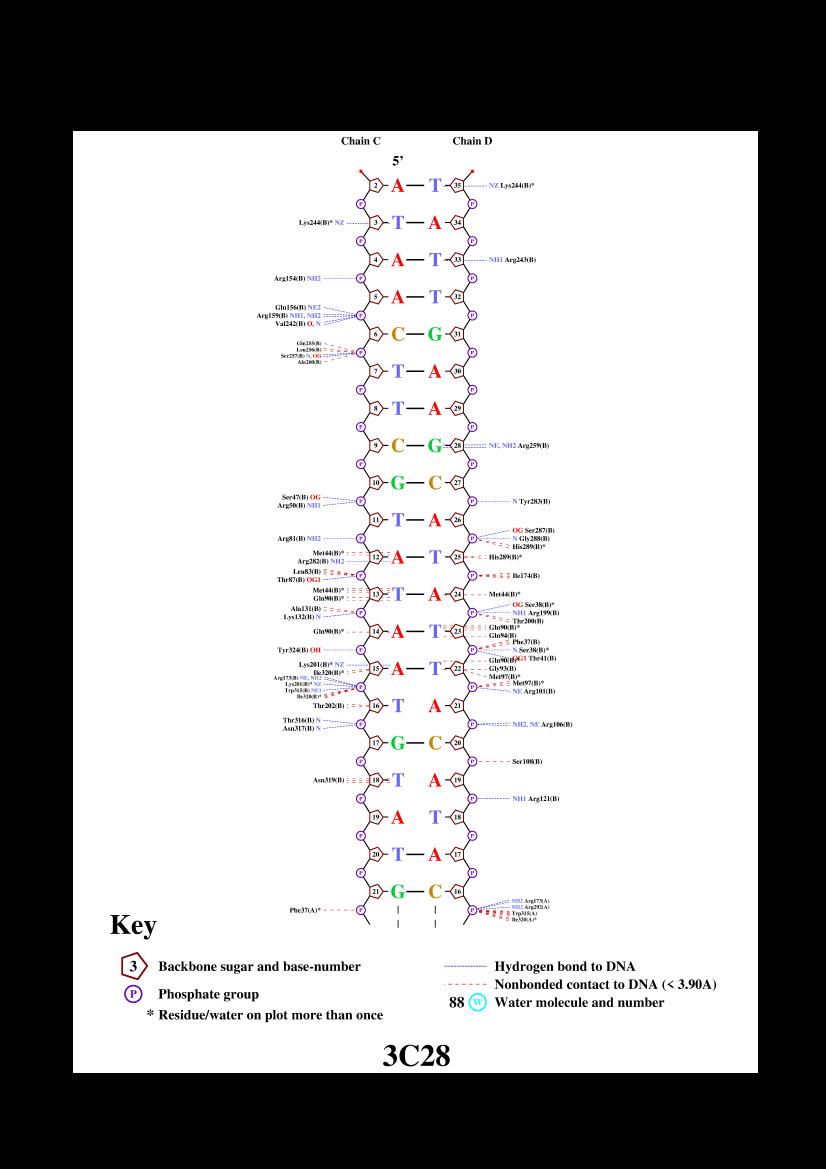 Chain C Chain D
5'
2 A T 35 NZ Lys244(B)*
P P
Lys244(B)* NZ 3 T A 34
P P
4 A T 33 NH1 Arg243(B)
Arg154(B) NH2 P P
5 A T 32
Gln156(B) NE2
Arg159(B) NH1, NH2 P P
Val242(B) O, N
6 C G 31
Gln255(B)
Leu256(B) P P
Ser257(B) N, OG
Ala260(B)
7 T A 30
P P
8 T A 29
P P
9 C G 28 NE, NH2 Arg259(B)
P P
10 G C 27
Ser47(B) OG P P N Tyr283(B)
Arg50(B) NH1
11 T A 26
OG Ser287(B)
Arg81(B) NH2 P P N Gly288(B)
His289(B)*
Met44(B)* 12 A T 25 His289(B)*
Arg282(B) NH2
Leu83(B) P P Ile174(B)
Thr87(B) OG1
Met44(B)* 13 T A 24 Met44(B)*
Gln90(B)*
OG Ser38(B)*
Ala131(B) P P NH1 Arg199(B)
Lys132(B) N Thr200(B)
Gln90(B)* 14 A T 23 Gln90(B)*
Gln94(B)
Phe37(B)
Tyr324(B) OH P P N Ser38(B)*
OG1 Thr41(B)
Lys201(B)* NZ 15 A T 22 Gln90(B)*
Ile320(B)* Gly93(B)
Met97(B)*
Arg173(B) NE, NH2
Lys201(B)* NZ P P Met97(B)*
Trp315(B) NE1 NE Arg101(B)
Ile320(B)*
Thr202(B) 16 T A 21
Thr316(B) N P P NH2, NE Arg106(B)
Asn317(B) N
17 G C 20
P P Ser108(B)
Asn319(B) 18 T A 19
P P NH1 Arg121(B)
19 A T 18
P P
20 T A 17
P P
21 G C 16
Phe37(A)* P P NH2 Arg173(A)
NH2 Arg292(A)
Trp315(A)
Ile320(A)*
Key
3 Backbone sugar and base-number
P Phosphate group
* Residue/water on plot more than once
Hydrogen bond to DNA
Nonbonded contact to DNA (< 3.90A)
88 W Water molecule and number
3C28